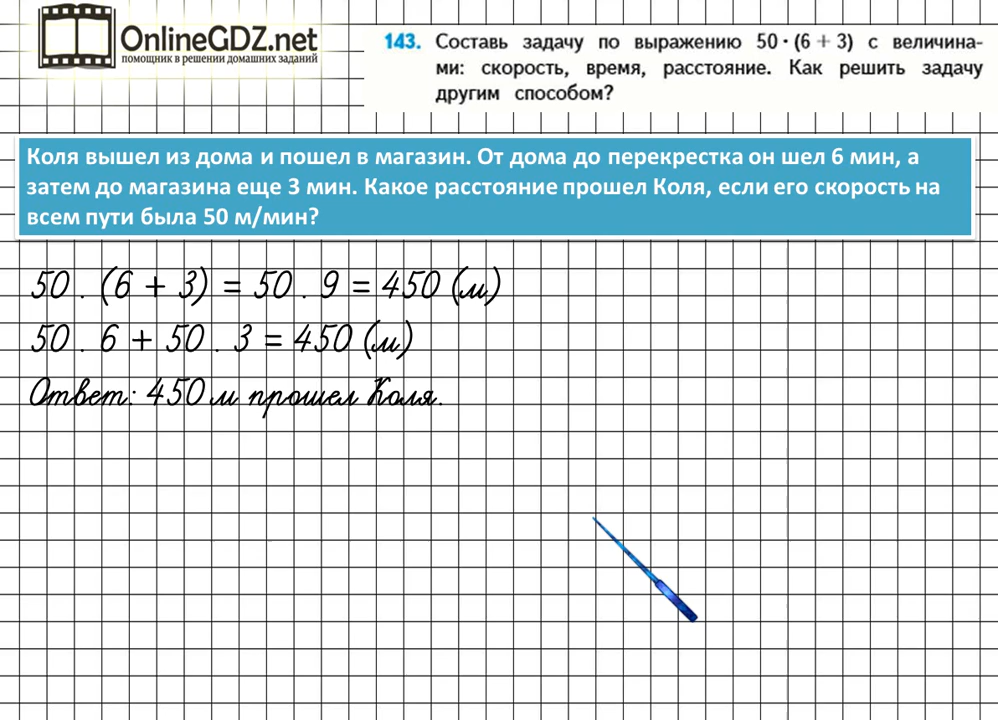 OnlineGDZ.net
помощник в решении домашних заданий
143. Составь задачу по выражению 50 · (6 + 3) с величина-
ми: скорость, время, расстояние. Как решить задачу
другим способом?
Коля вышел из дома и пошел в магазин. От дома до перекрестка он шел 6 мин, а
затем до магазина еще 3 мин. Какое расстояние прошел Коля, если его скорость на
всем пути была 50 м/мин?
50 . (6 + 3) = 50 . 9 = 450 (м)
50 . 6 + 50 . 3 = 450 (м)
Ответ: 450 м прошел Коля.